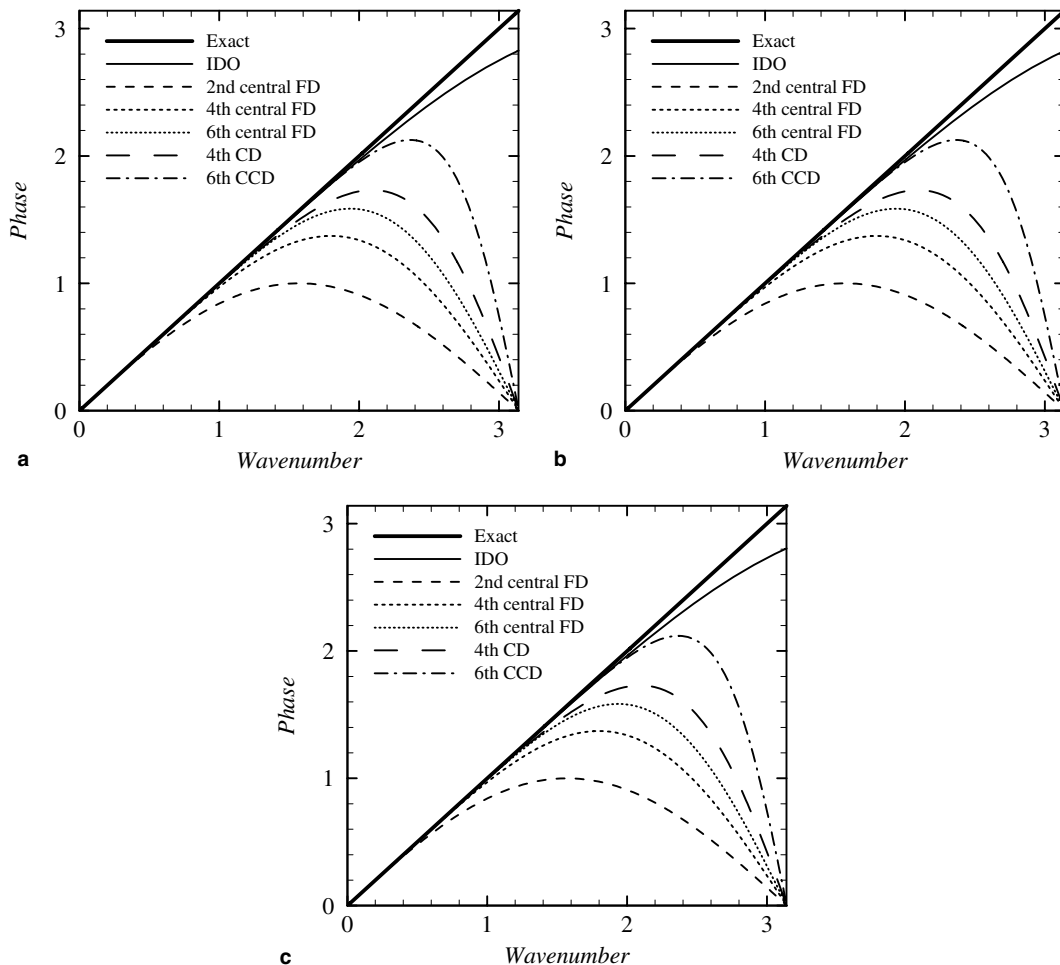 3
2
1
0
Phase
Exact
IDO
2nd central FD
4th central FD
6th central FD
4th CD
6th CCD
0 1 2 3
Wavenumber
a
3
2
1
0
Phase
Exact
IDO
2nd central FD
4th central FD
6th central FD
4th CD
6th CCD
0 1 2 3
Wavenumber
b
3
2
1
0
Phase
Exact
IDO
2nd central FD
4th central FD
6th central FD
4th CD
6th CCD
0 1 2 3
Wavenumber
c